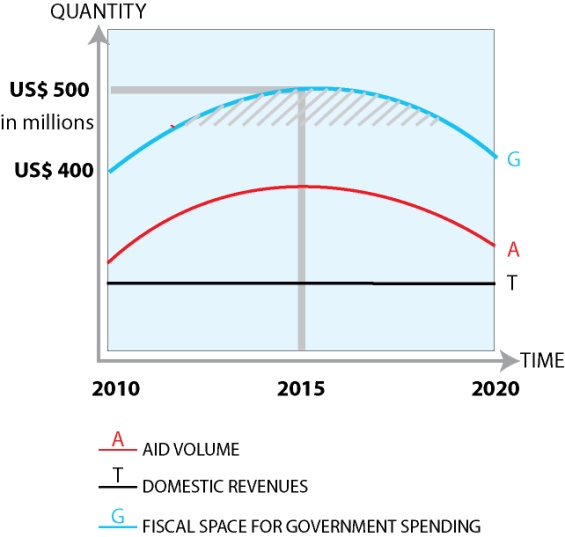 QUANTITY
US$ 500
in millions
US$ 400
G
A
T
TIME
2010 2015 2020
A AID VOLUME
T DOMESTIC REVENUES
G FISCAL SPACE FOR GOVERNMENT SPENDING